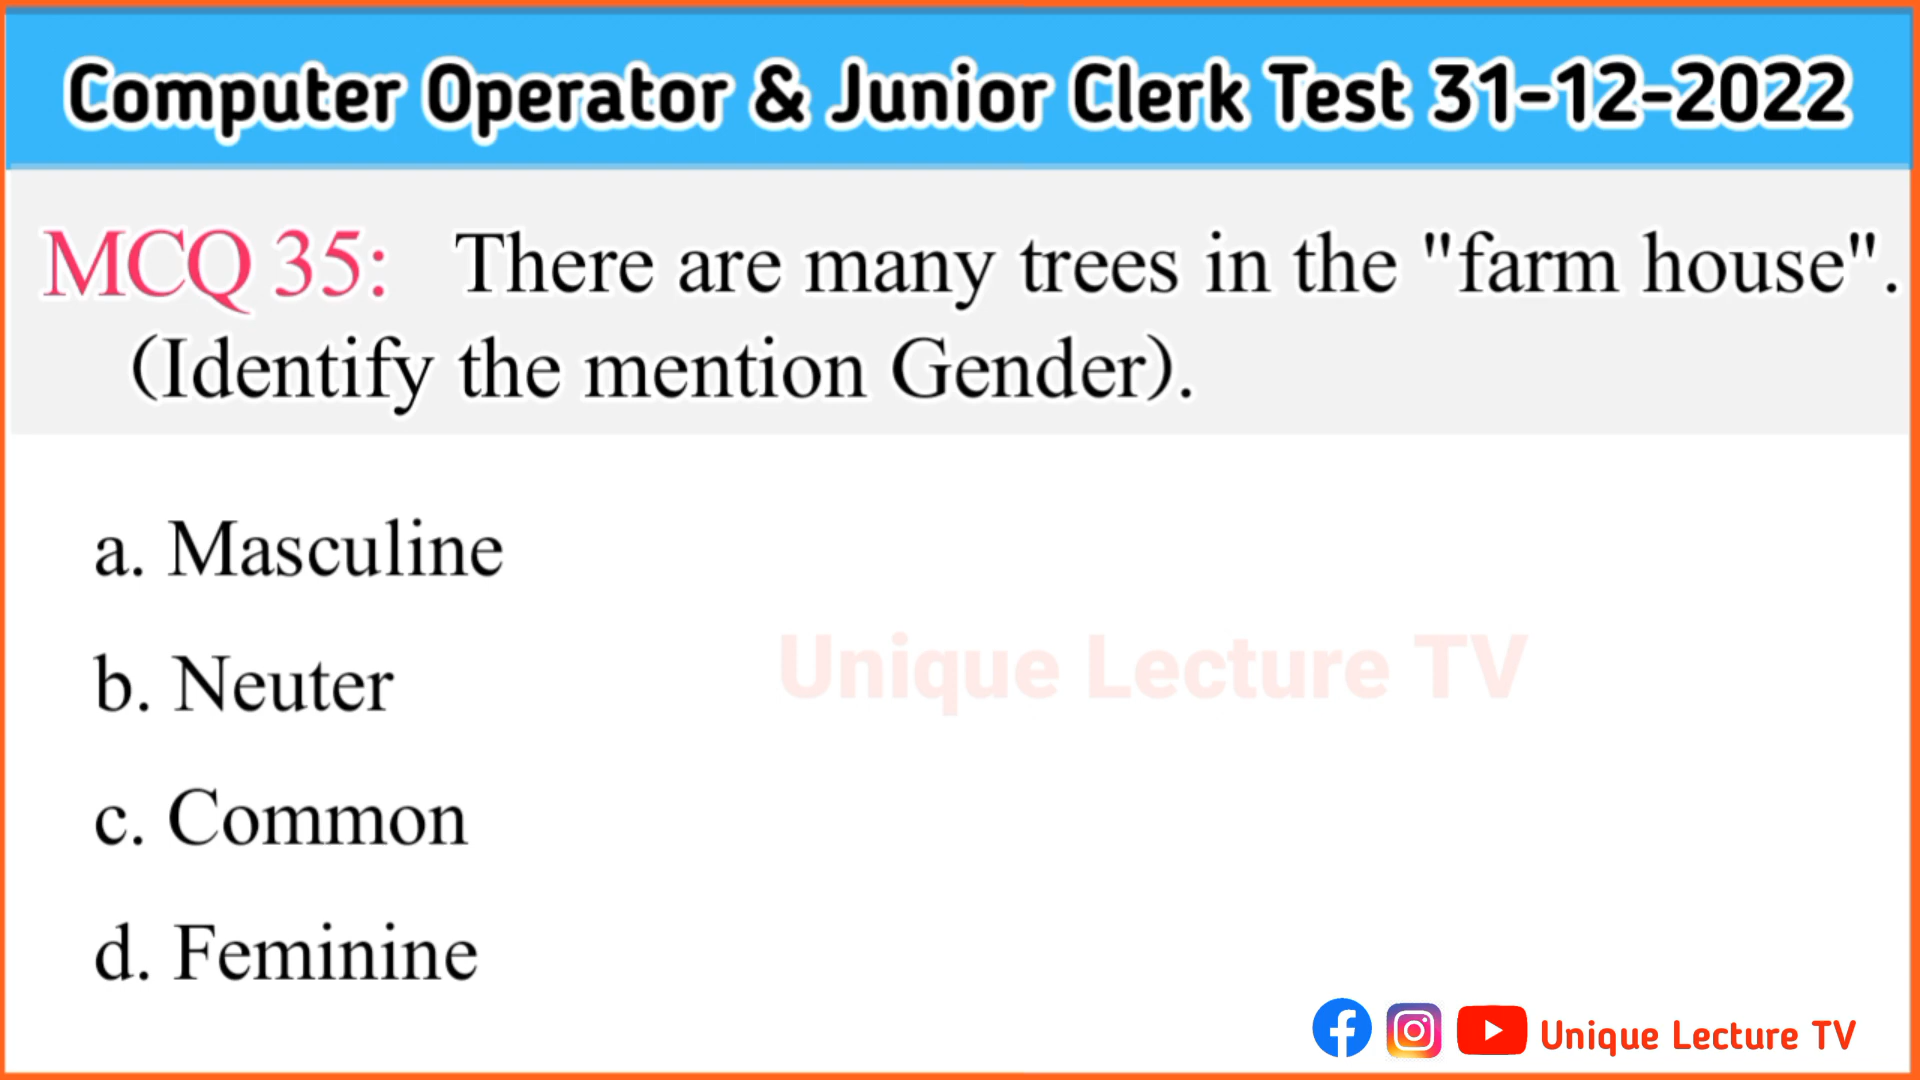 Computer Operator & Junior Clerk Test 31-12-2022
MCQ 35: There are many trees in the "farm house".
(Identify the mention Gender).
a. Masculine
b. Neuter
Unique Lecture TV
c. Common
d. Feminine
Unique Lecture TV